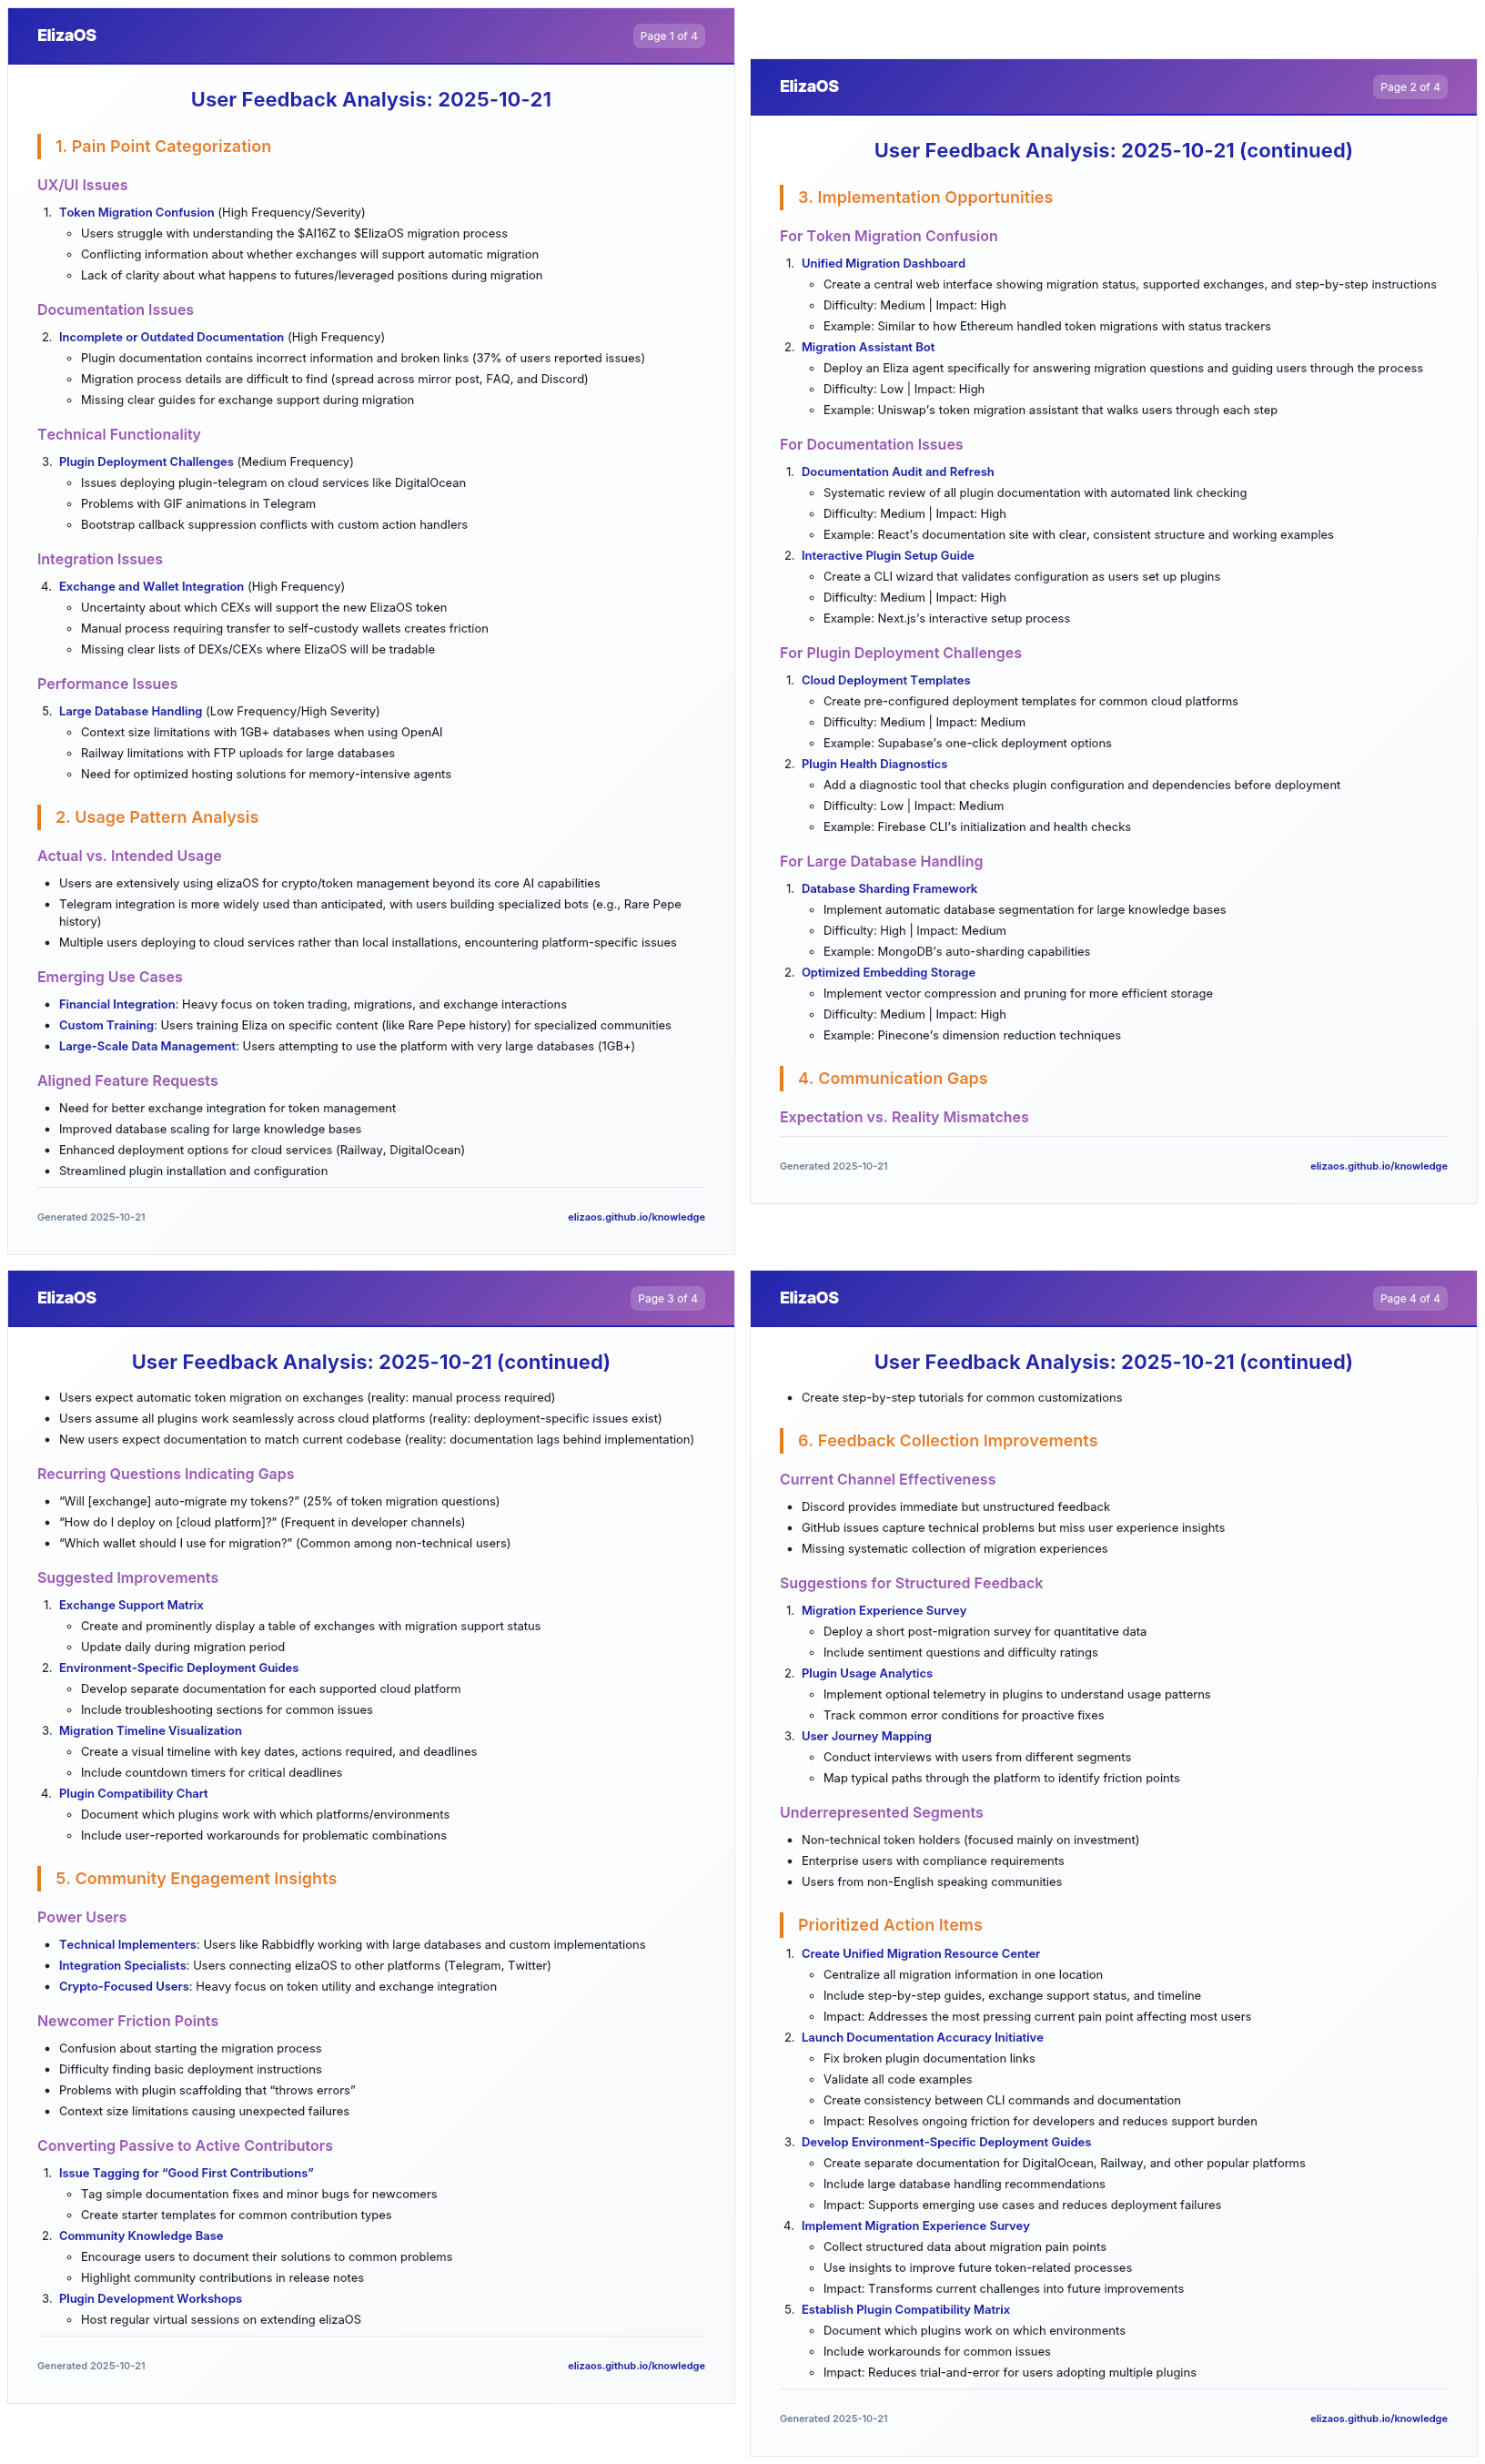 ElizaOS
Page 1 of 4
User Feedback Analysis: 2025-10-21
1. Pain Point Categorization
UX/UI Issues
1. Token Migration Confusion (High Frequency/Severity)
◦ Users struggle with understanding the $AI16Z to $ElizaOS migration process
◦ Conflicting information about whether exchanges will support automatic migration
◦ Lack of clarity about what happens to futures/leveraged positions during migration
Documentation Issues
2. Incomplete or Outdated Documentation (High Frequency)
◦ Plugin documentation contains incorrect information and broken links (37% of users reported issues)
◦ Migration process details are difficult to find (spread across mirror post, FAQ, and Discord)
◦ Missing clear guides for exchange support during migration
Technical Functionality
3. Plugin Deployment Challenges (Medium Frequency)
◦ Issues deploying plugin-telegram on cloud services like DigitalOcean
◦ Problems with GIF animations in Telegram
◦ Bootstrap callback suppression conflicts with custom action handlers
Integration Issues
4. Exchange and Wallet Integration (High Frequency)
◦ Uncertainty about which CEXs will support the new ElizaOS token
◦ Manual process requiring transfer to self-custody wallets creates friction
◦ Missing clear lists of DEXs/CEXs where ElizaOS will be tradable
Performance Issues
5. Large Database Handling (Low Frequency/High Severity)
◦ Context size limitations with 1GB+ databases when using OpenAI
◦ Railway limitations with FTP uploads for large databases
◦ Need for optimized hosting solutions for memory-intensive agents
2. Usage Pattern Analysis
Actual vs. Intended Usage
• Users are extensively using elizaOS for crypto/token management beyond its core AI capabilities
• Telegram integration is more widely used than anticipated, with users building specialized bots (e.g., Rare Pepe
history)
• Multiple users deploying to cloud services rather than local installations, encountering platform-specific issues
Emerging Use Cases
• Financial Integration: Heavy focus on token trading, migrations, and exchange interactions
• Custom Training: Users training Eliza on specific content (like Rare Pepe history) for specialized communities
• Large-Scale Data Management: Users attempting to use the platform with very large databases (1GB+)
Aligned Feature Requests
• Need for better exchange integration for token management
• Improved database scaling for large knowledge bases
• Enhanced deployment options for cloud services (Railway, DigitalOcean)
• Streamlined plugin installation and configuration
Generated 2025-10-21
elizaos.github.io/knowledge
ElizaOS
Page 2 of 4
User Feedback Analysis: 2025-10-21 (continued)
3. Implementation Opportunities
For Token Migration Confusion
1. Unified Migration Dashboard
◦ Create a central web interface showing migration status, supported exchanges, and step-by-step instructions
◦ Difficulty: Medium | Impact: High
◦ Example: Similar to how Ethereum handled token migrations with status trackers
2. Migration Assistant Bot
◦ Deploy an Eliza agent specifically for answering migration questions and guiding users through the process
◦ Difficulty: Low | Impact: High
◦ Example: Uniswap's token migration assistant that walks users through each step
For Documentation Issues
1. Documentation Audit and Refresh
◦ Systematic review of all plugin documentation with automated link checking
◦ Difficulty: Medium | Impact: High
◦ Example: React's documentation site with clear, consistent structure and working examples
2. Interactive Plugin Setup Guide
◦ Create a CLI wizard that validates configuration as users set up plugins
◦ Difficulty: Medium | Impact: High
◦ Example: Next.js's interactive setup process
For Plugin Deployment Challenges
1. Cloud Deployment Templates
◦ Create pre-configured deployment templates for common cloud platforms
◦ Difficulty: Medium | Impact: Medium
◦ Example: Supabase's one-click deployment options
2. Plugin Health Diagnostics
◦ Add a diagnostic tool that checks plugin configuration and dependencies before deployment
◦ Difficulty: Low | Impact: Medium
◦ Example: Firebase CLI's initialization and health checks
For Large Database Handling
1. Database Sharding Framework
◦ Implement automatic database segmentation for large knowledge bases
◦ Difficulty: High | Impact: Medium
◦ Example: MongoDB's auto-sharding capabilities
2. Optimized Embedding Storage
◦ Implement vector compression and pruning for more efficient storage
◦ Difficulty: Medium | Impact: High
◦ Example: Pinecone's dimension reduction techniques
4. Communication Gaps
Expectation vs. Reality Mismatches
Generated 2025-10-21
elizaos.github.io/knowledge
ElizaOS
Page 3 of 4
User Feedback Analysis: 2025-10-21 (continued)
• Users expect automatic token migration on exchanges (reality: manual process required)
• Users assume all plugins work seamlessly across cloud platforms (reality: deployment-specific issues exist)
• New users expect documentation to match current codebase (reality: documentation lags behind implementation)
Recurring Questions Indicating Gaps
• “Will [exchange] auto-migrate my tokens?” (25% of token migration questions)
• “How do I deploy on [cloud platform]?” (Frequent in developer channels)
• “Which wallet should I use for migration?” (Common among non-technical users)
Suggested Improvements
1. Exchange Support Matrix
◦ Create and prominently display a table of exchanges with migration support status
◦ Update daily during migration period
2. Environment-Specific Deployment Guides
◦ Develop separate documentation for each supported cloud platform
◦ Include troubleshooting sections for common issues
3. Migration Timeline Visualization
◦ Create a visual timeline with key dates, actions required, and deadlines
◦ Include countdown timers for critical deadlines
4. Plugin Compatibility Chart
◦ Document which plugins work with which platforms/environments
◦ Include user-reported workarounds for problematic combinations
5. Community Engagement Insights
Power Users
• Technical Implementers: Users like Rabbidfly working with large databases and custom implementations
• Integration Specialists: Users connecting elizaOS to other platforms (Telegram, Twitter)
• Crypto-Focused Users: Heavy focus on token utility and exchange integration
Newcomer Friction Points
• Confusion about starting the migration process
• Difficulty finding basic deployment instructions
• Problems with plugin scaffolding that “throws errors”
• Context size limitations causing unexpected failures
Converting Passive to Active Contributors
1. Issue Tagging for “Good First Contributions”
◦ Tag simple documentation fixes and minor bugs for newcomers
◦ Create starter templates for common contribution types
2. Community Knowledge Base
◦ Encourage users to document their solutions to common problems
◦ Highlight community contributions in release notes
3. Plugin Development Workshops
◦ Host regular virtual sessions on extending elizaOS
Generated 2025-10-21
elizaos.github.io/knowledge
ElizaOS
Page 4 of 4
User Feedback Analysis: 2025-10-21 (continued)
• Create step-by-step tutorials for common customizations
6. Feedback Collection Improvements
Current Channel Effectiveness
• Discord provides immediate but unstructured feedback
• GitHub issues capture technical problems but miss user experience insights
• Missing systematic collection of migration experiences
Suggestions for Structured Feedback
1. Migration Experience Survey
◦ Deploy a short post-migration survey for quantitative data
◦ Include sentiment questions and difficulty ratings
2. Plugin Usage Analytics
◦ Implement optional telemetry in plugins to understand usage patterns
◦ Track common error conditions for proactive fixes
3. User Journey Mapping
◦ Conduct interviews with users from different segments
◦ Map typical paths through the platform to identify friction points
Underrepresented Segments
• Non-technical token holders (focused mainly on investment)
• Enterprise users with compliance requirements
• Users from non-English speaking communities
Prioritized Action Items
1. Create Unified Migration Resource Center
◦ Centralize all migration information in one location
◦ Include step-by-step guides, exchange support status, and timeline
◦ Impact: Addresses the most pressing current pain point affecting most users
2. Launch Documentation Accuracy Initiative
◦ Fix broken plugin documentation links
◦ Validate all code examples
◦ Create consistency between CLI commands and documentation
◦ Impact: Resolves ongoing friction for developers and reduces support burden
3. Develop Environment-Specific Deployment Guides
◦ Create separate documentation for DigitalOcean, Railway, and other popular platforms
◦ Include large database handling recommendations
◦ Impact: Supports emerging use cases and reduces deployment failures
4. Implement Migration Experience Survey
◦ Collect structured data about migration pain points
◦ Use insights to improve future token-related processes
◦ Impact: Transforms current challenges into future improvements
5. Establish Plugin Compatibility Matrix
◦ Document which plugins work on which environments
◦ Include workarounds for common issues
◦ Impact: Reduces trial-and-error for users adopting multiple plugins
Generated 2025-10-21
elizaos.github.io/knowledge